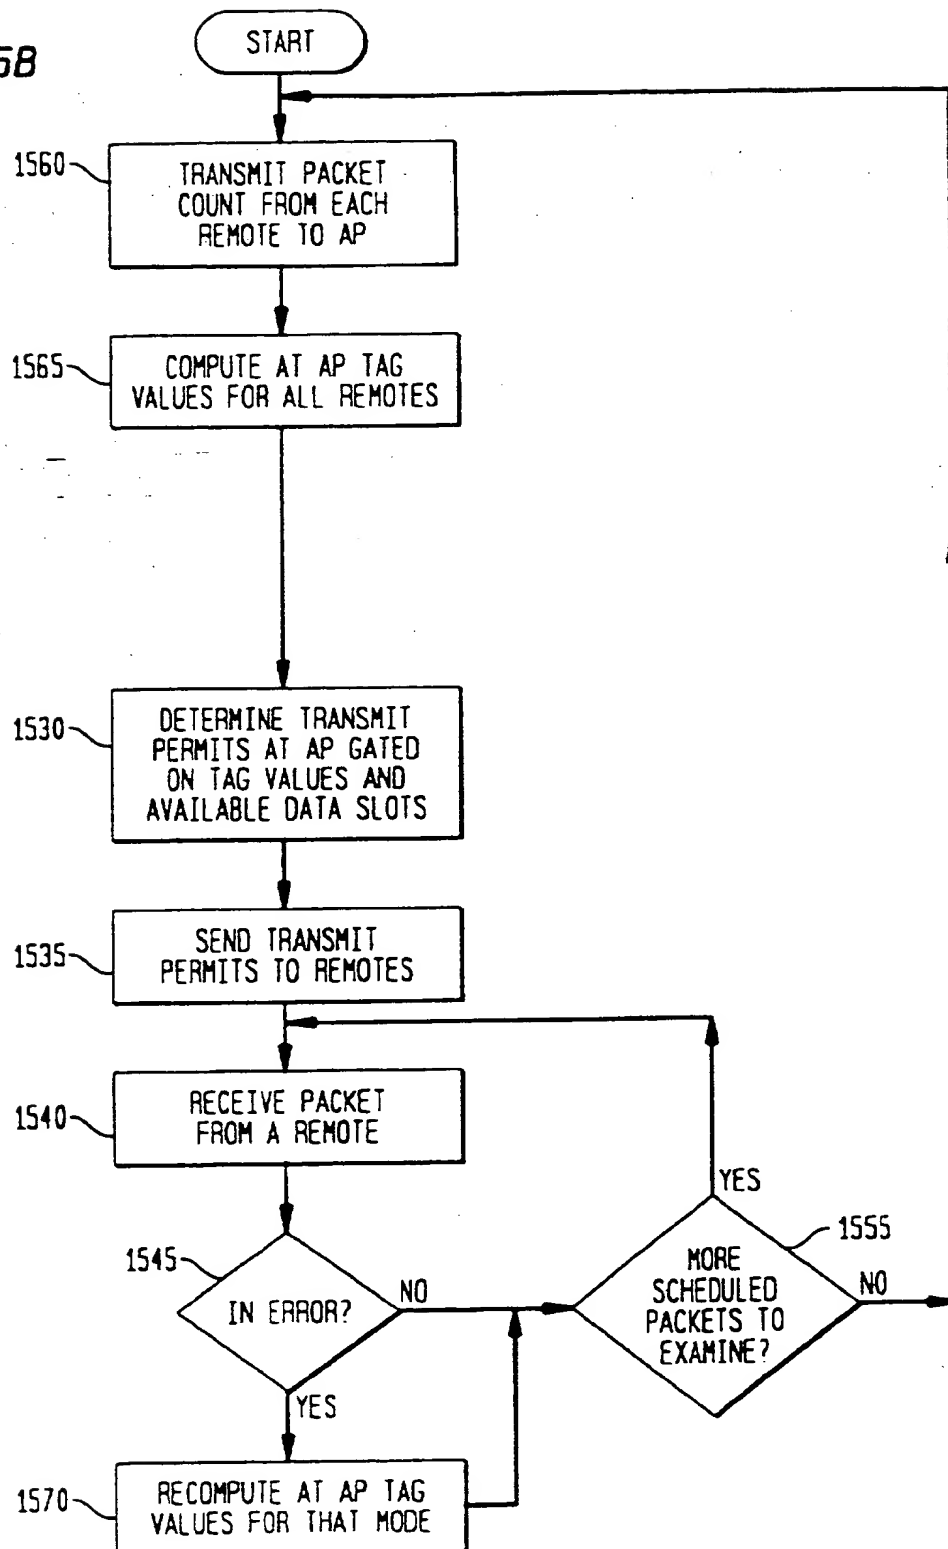 5B
START
1560
TRANSMIT PACKET
COUNT FROM EACH
REMOTE TO AP
1565
COMPUTE AT AP TAG
VALUES FOR ALL REMOTES
1530
DETERMINE TRANSMIT
PERMITS AT AP GATED
ON TAG VALUES AND
AVAILABLE DATA SLOTS
1535
SEND TRANSMIT
PERMITS TO REMOTES
1540
RECEIVE PACKET
FROM A REMOTE
YES
1545
IN ERROR?
NO
1555
MORE
SCHEDULED
PACKETS TO
EXAMINE?
NO
YES
1570
RECOMPUTE AT AP TAG
VALUES FOR THAT MODE